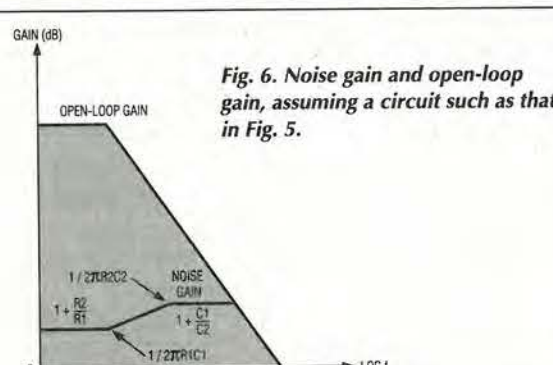 GAIN (dB)
Fig. 6. Noise gain and open-loop
gain, assuming a circuit such as that
in Fig. 5.
OPEN-LOOP GAIN
1 / 2πR2C2
NOISE
GAIN
1 + R2/R1
1 + C1/C2
1 / 2πR1C1